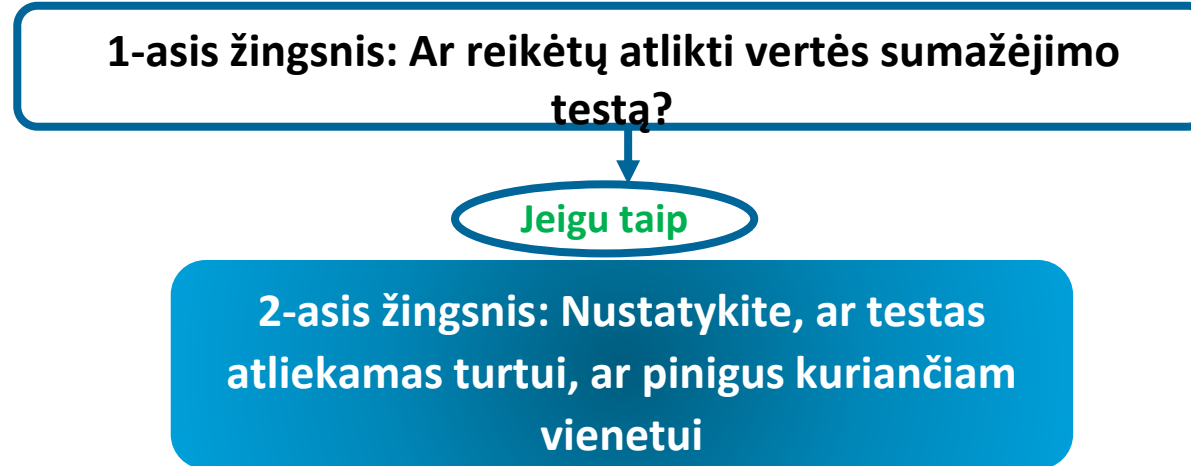 1-asis žingsnis: Ar reikėtų atlikti vertės sumažėjimo
testą?
Jeigu taip
2-asis žingsnis: Nustatykite, ar testas
atliekamas turtui, ar pinigus kuriančiam
vienetui